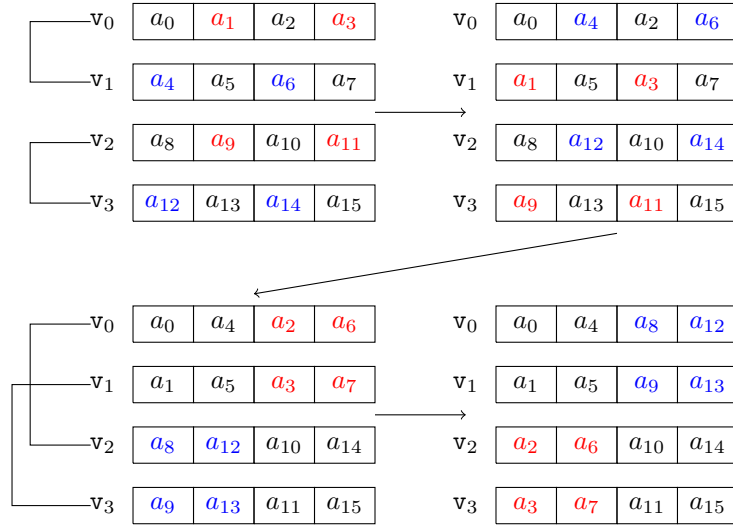 v₀ a₀ a₁ a₂ a₃ v₀ a₀ a₄ a₂ a₆
v₁ a₄ a₅ a₆ a₇ v₁ a₁ a₅ a₃ a₇
v₂ a₈ a₉ a₁₀ a₁₁ v₂ a₈ a₁₂ a₁₀ a₁₄
v₃ a₁₂ a₁₃ a₁₄ a₁₅ v₃ a₉ a₁₃ a₁₁ a₁₅
v₀ a₀ a₄ a₂ a₆ v₀ a₀ a₄ a₈ a₁₂
v₁ a₁ a₅ a₃ a₇ v₁ a₁ a₅ a₉ a₁₃
v₂ a₈ a₁₂ a₁₀ a₁₄ v₂ a₂ a₆ a₁₀ a₁₄
v₃ a₉ a₁₃ a₁₁ a₁₅ v₃ a₃ a₇ a₁₁ a₁₅